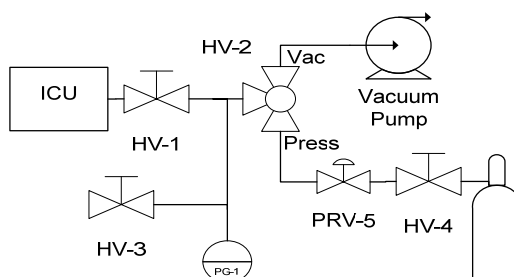 HV-2
Vac
ICU
Vacuum
Pump
HV-1
Press
HV-3
PRV-5
HV-4
PG-1